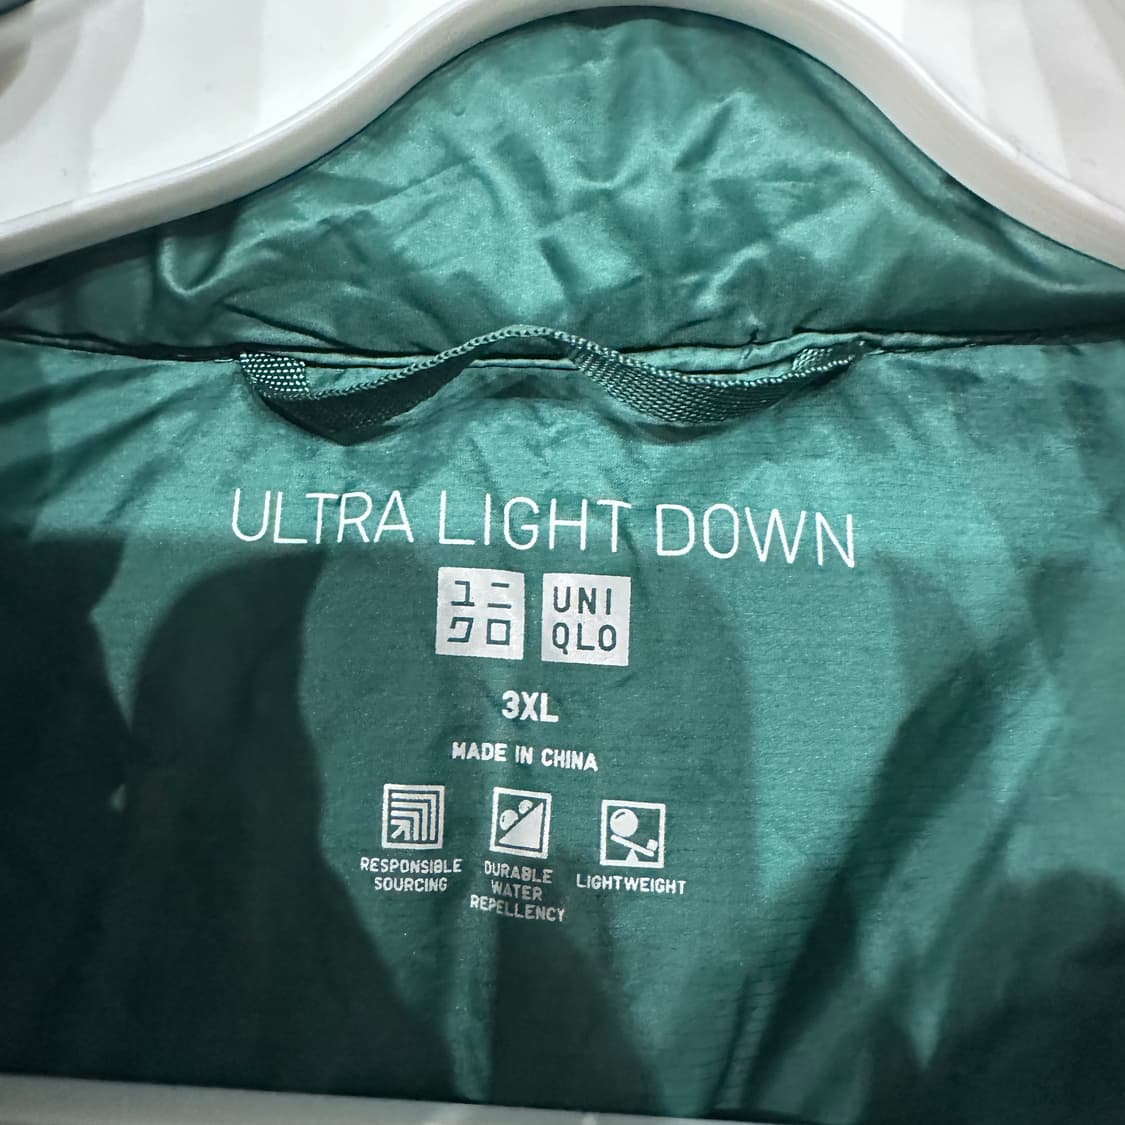 ULTRA LIGHT DOWN
ユニ UNI
クロ QLO
3XL
MADE IN CHINA
RESPONSIBLE
SOURCING
DURABLE
WATER
REPELLENCY
LIGHTWEIGHT